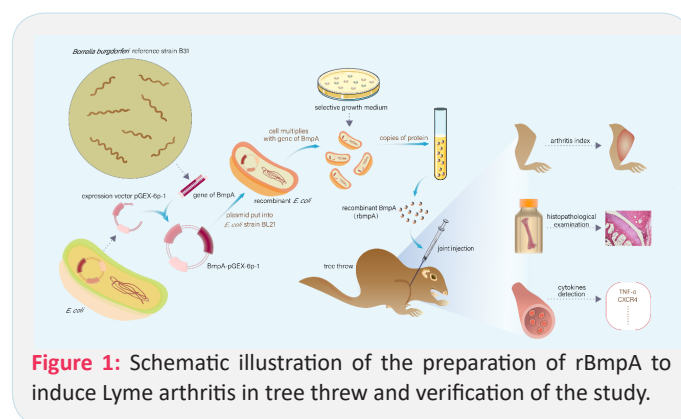 Borrelia burgdorferi reference strain B31
selective growth medium
cell multiplies
with gene of BmpA
copies of protein
arthritis index
expression vector pGEX-6p-1
gene of BmpA
recombinant E. coli
plasmid put into
E. coli strain BL21
recombinant BmpA
(rbmpA)
histopathological
examination
BmpA-pGEX-6p-1
tree threw
joint injection
E. coli
cytokines
detection
TNF-α
CXCR4
Figure 1: Schematic illustration of the preparation of rBmpA to
induce Lyme arthritis in tree threw and verification of the study.